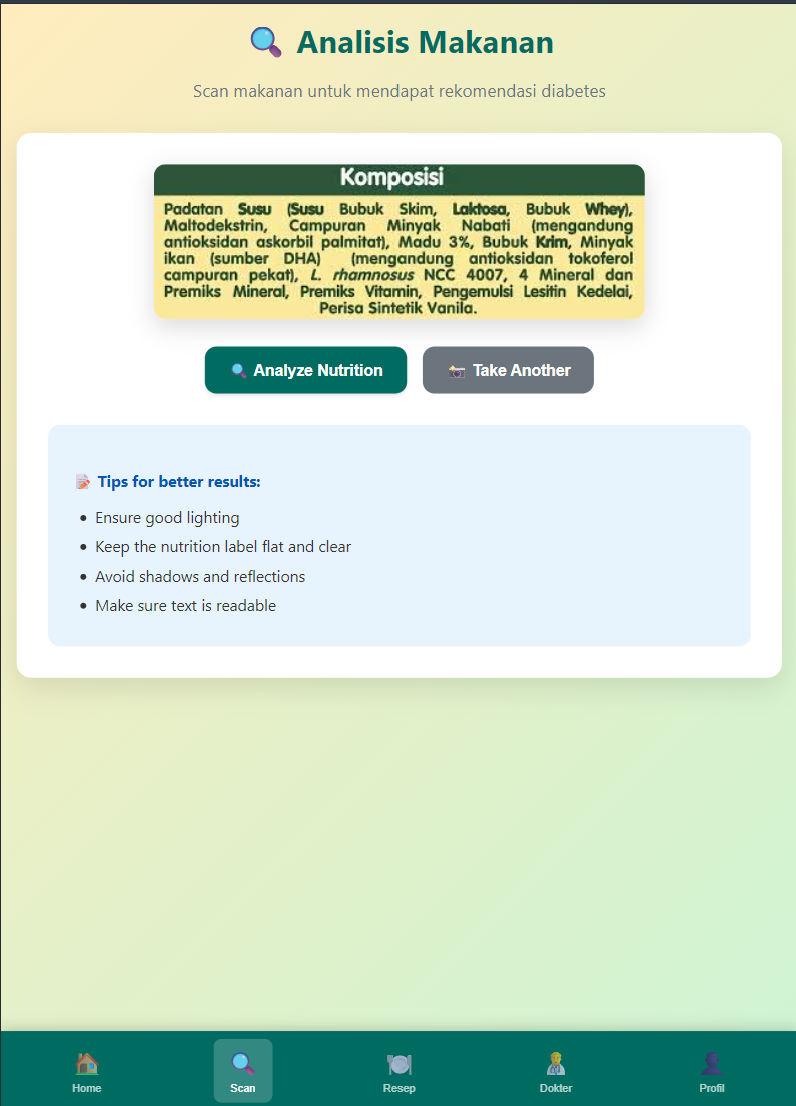 Analisis Makanan
Scan makanan untuk mendapat rekomendasi diabetes
Komposisi
Padatan Susu (Susu Bubuk Skim, Laktosa, Bubuk Whey),
Maltodekstrin, Campuran Minyak Nabati (mengandung
antioksidan askorbil palmitat), Madu 3%, Bubuk Krim, Minyak
ikan (sumber DHA) (mengandung antioksidan tokoferol
campuran pekat), L. rhamnosus NCC 4007, 4 Mineral dan
Premiks Mineral, Premiks Vitamin, Pengemulsi Lesitin Kedelai,
Perisa Sintetik Vanila.
Analyze Nutrition
Take Another
Tips for better results:
Ensure good lighting
Keep the nutrition label flat and clear
Avoid shadows and reflections
Make sure text is readable
Home
Scan
Resep
Dokter
Profil